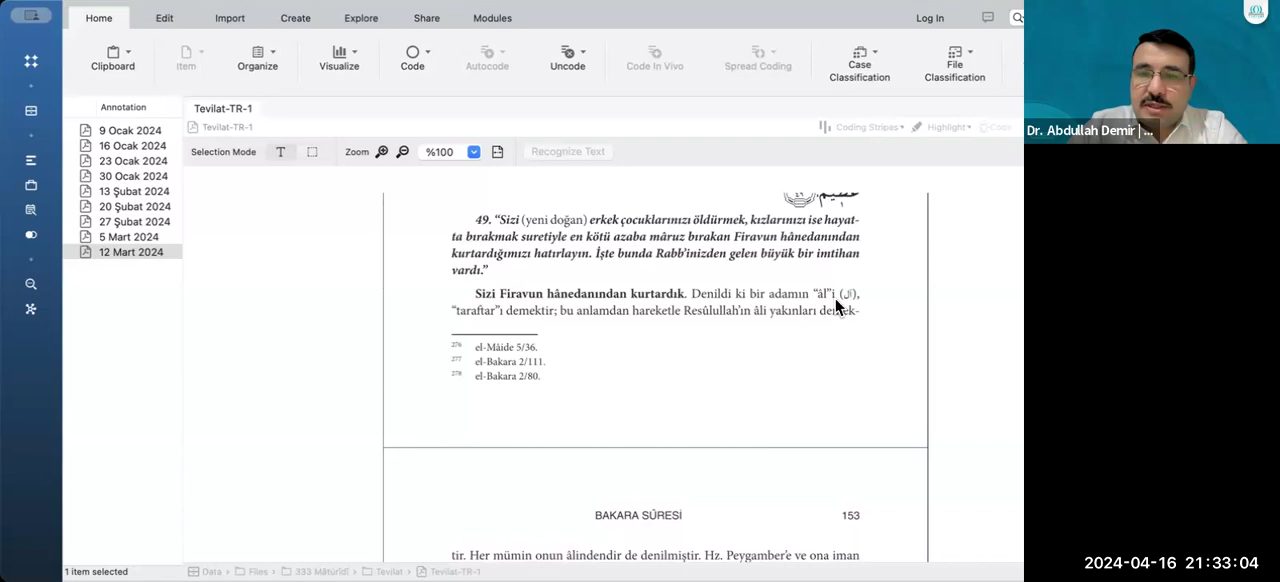 Home Edit Import Create Explore Share Modules Log In
Clipboard Item Organize Visualize Code Autocode Uncode Code In Vivo Spread Coding Case Classification File Classification
Annotation
9 Ocak 2024
16 Ocak 2024
23 Ocak 2024
30 Ocak 2024
13 Şubat 2024
20 Şubat 2024
27 Şubat 2024
5 Mart 2024
12 Mart 2024
Tevilat-TR-1
Tevilat-TR-1 Coding Stripes Highlight
Selection Mode T Zoom %100 Recognize Text
49. “Sizi (yeni doğan) erkek çocuklarınızı öldürmek, kızlarınızı ise hayat-
ta bırakmak suretiyle en kötü azaba mâruz bırakan Firavun hânedanından
kurtardığımızı hatırlayın. İşte bunda Rabb’inizden gelen büyük bir imtihan
vardı.”
Sizi Firavun hânedanından kurtardık. Denildi ki bir adamın “âl”i (آل),
“taraftar”ı demektir; bu anlamdan hareketle Resûlullah’ın âli yakınları demek-
276 el-Mâide 5/36.
277 el-Bakara 2/111.
278 el-Bakara 2/80.
BAKARA SÛRESİ 153
tir. Her mümin onun âlindendir de denilmiştir. Hz. Peygamber’e ve ona iman
1 item selected Data Files 333 Mâtürîdî Tevilat Tevilat-TR-1
Dr. Abdullah Demir | ...
2024-04-16 21:33:04